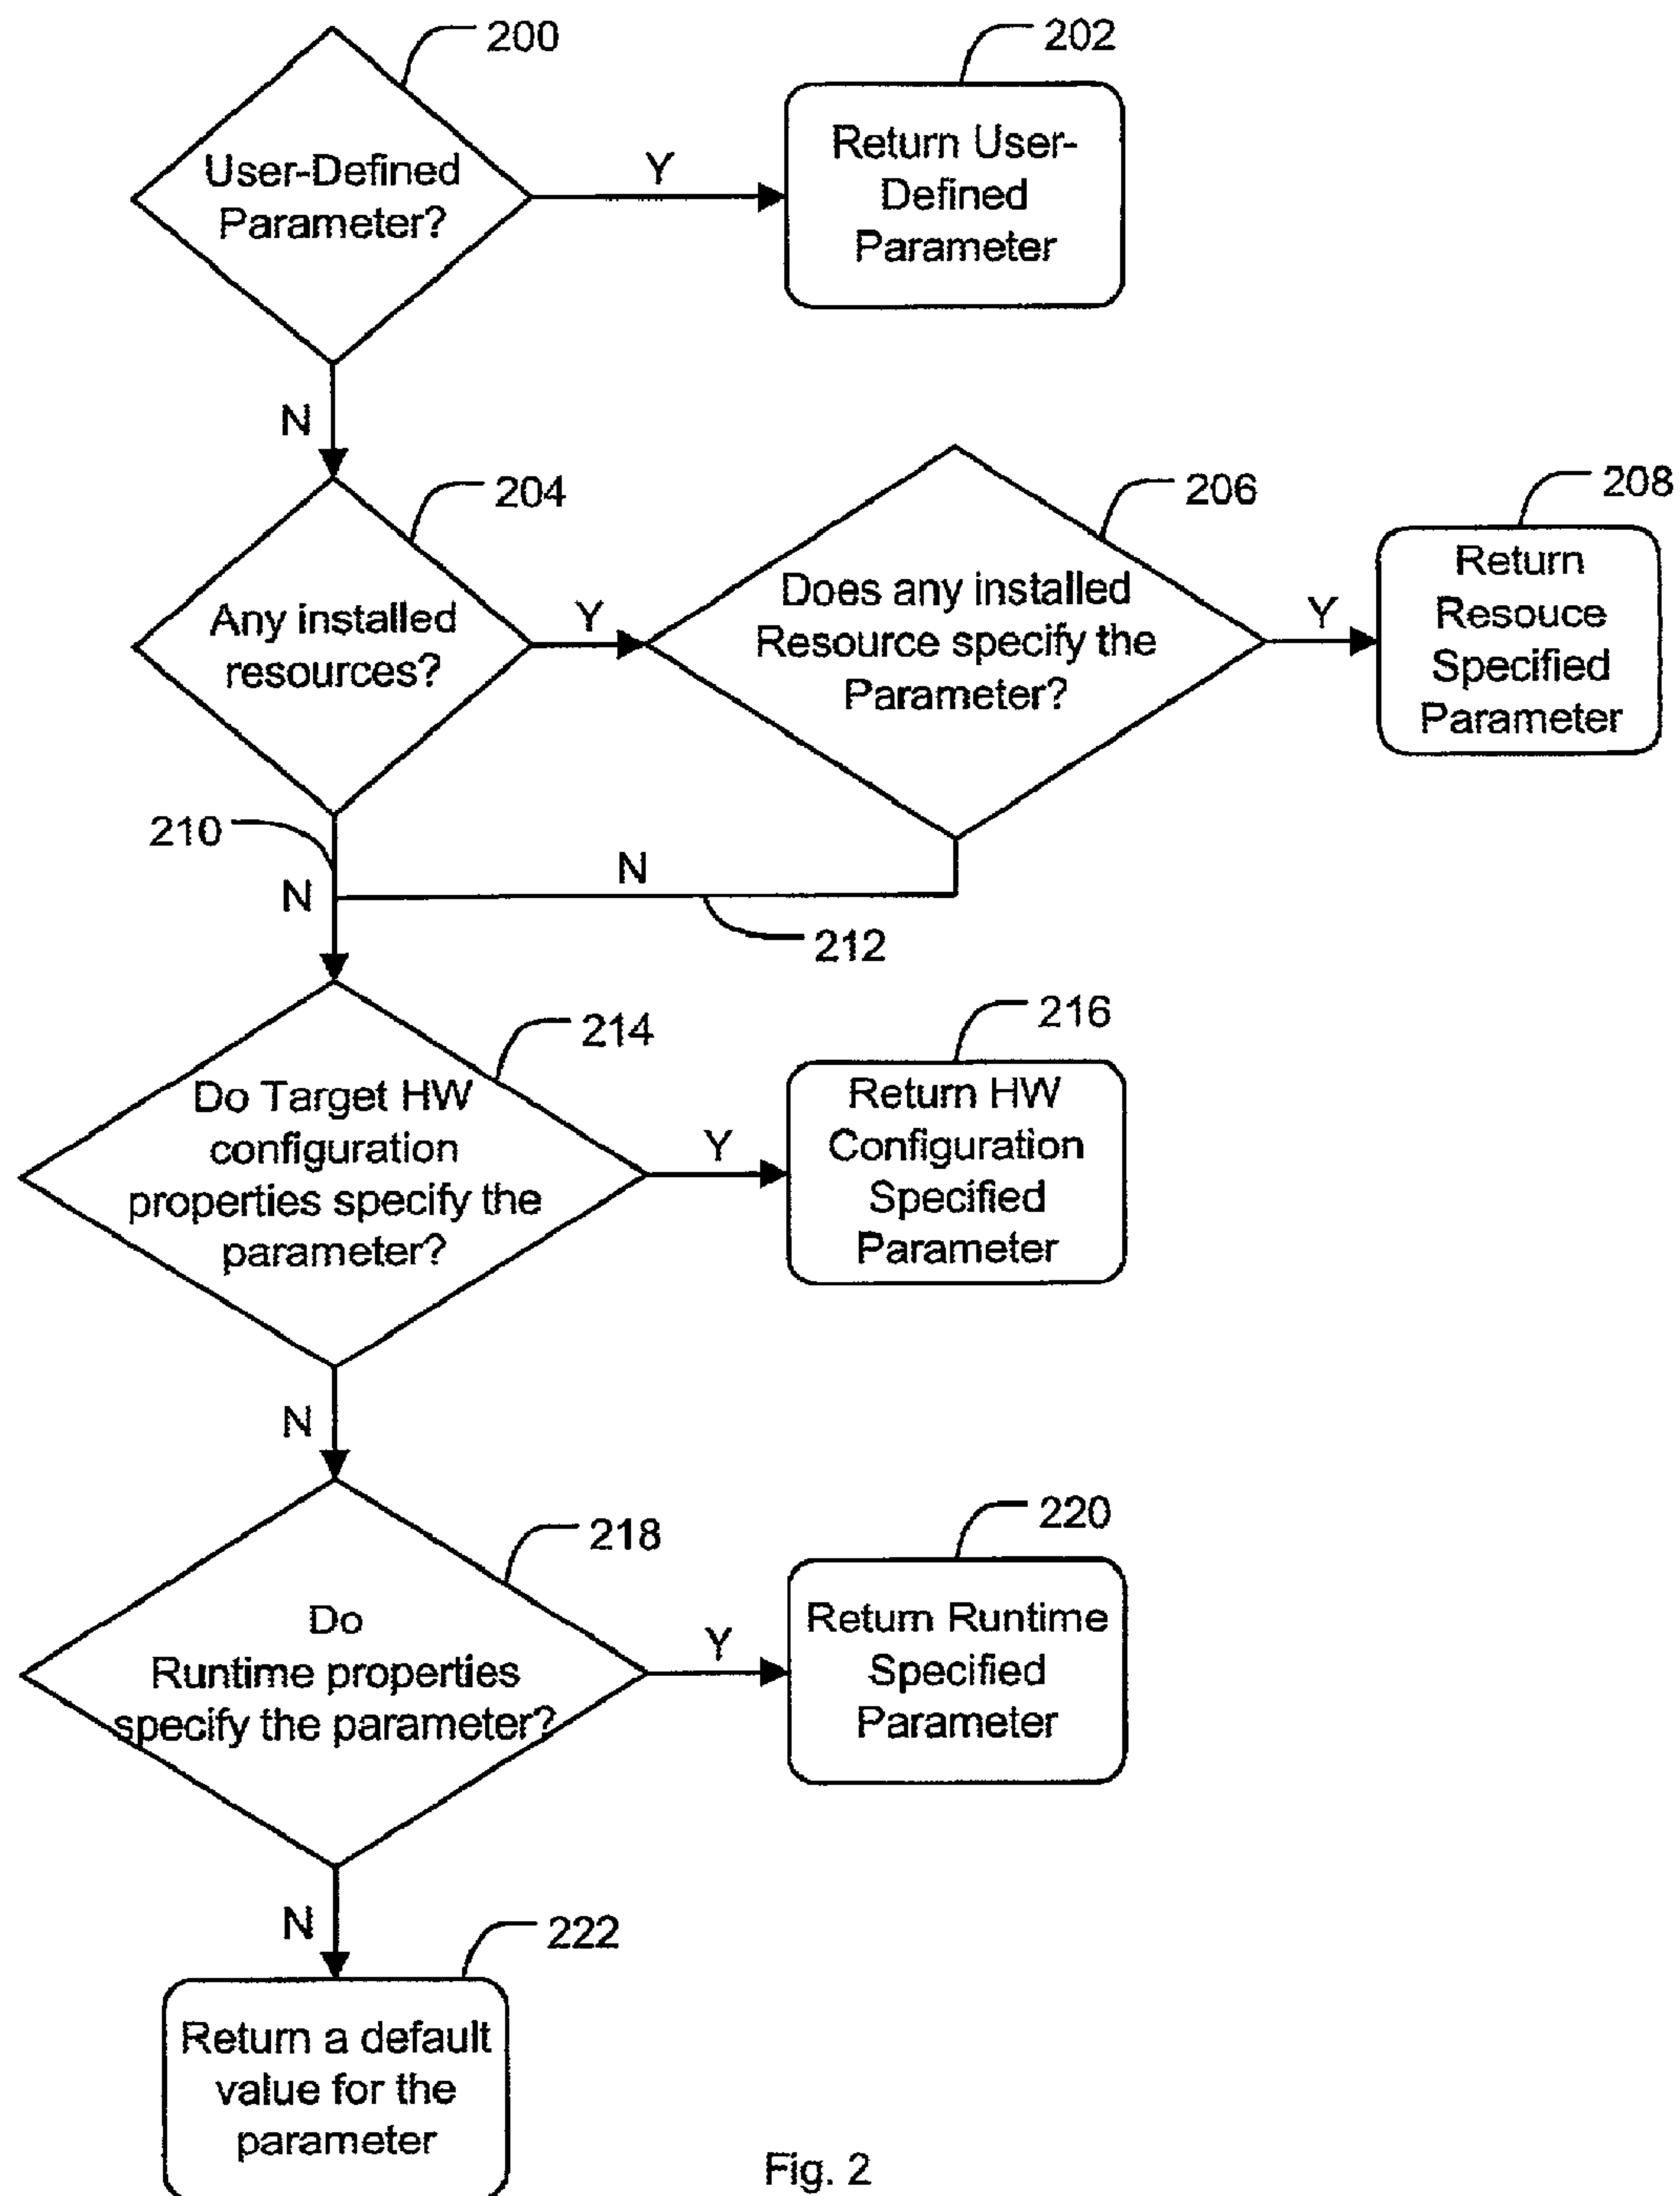 200
User-Defined
Parameter?
Y
202
Return User-
Defined
Parameter
N
204
Any installed
resources?
Y
206
Does any installed
Resource specify the
Parameter?
Y
208
Return
Resouce
Specified
Parameter
210
N
N
212
214
Do Target HW
configuration
properties specify the
parameter?
Y
216
Return HW
Configuration
Specified
Parameter
N
218
Do
Runtime properties
specify the parameter?
Y
220
Return Runtime
Specified
Parameter
N
222
Return a default
value for the
parameter
Fig. 2